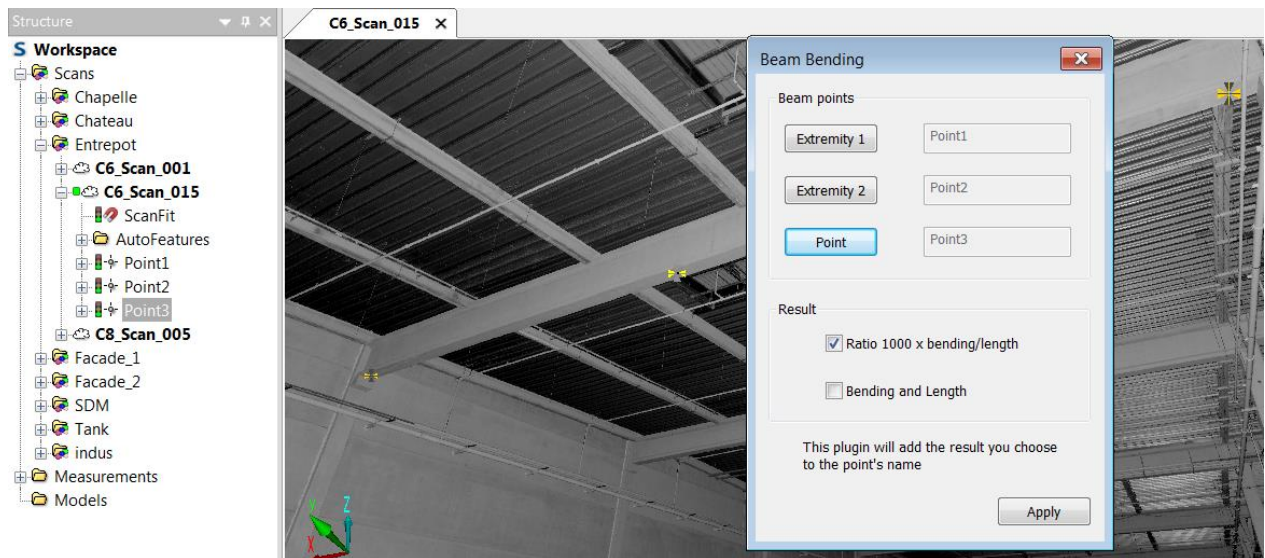 Structure
S Workspace
Scans
Chapelle
Chateau
Entrepot
C6_Scan_001
C6_Scan_015
ScanFit
AutoFeatures
Point1
Point2
Point3
C8_Scan_005
Facade_1
Facade_2
SDM
Tank
indus
Measurements
Models
C6_Scan_015
Y
Z
X
Beam Bending
Beam points
Extremity 1 Point1
Extremity 2 Point2
Point Point3
Result
Ratio 1000 x bending/length
Bending and Length
This plugin will add the result you choose
to the point's name
Apply